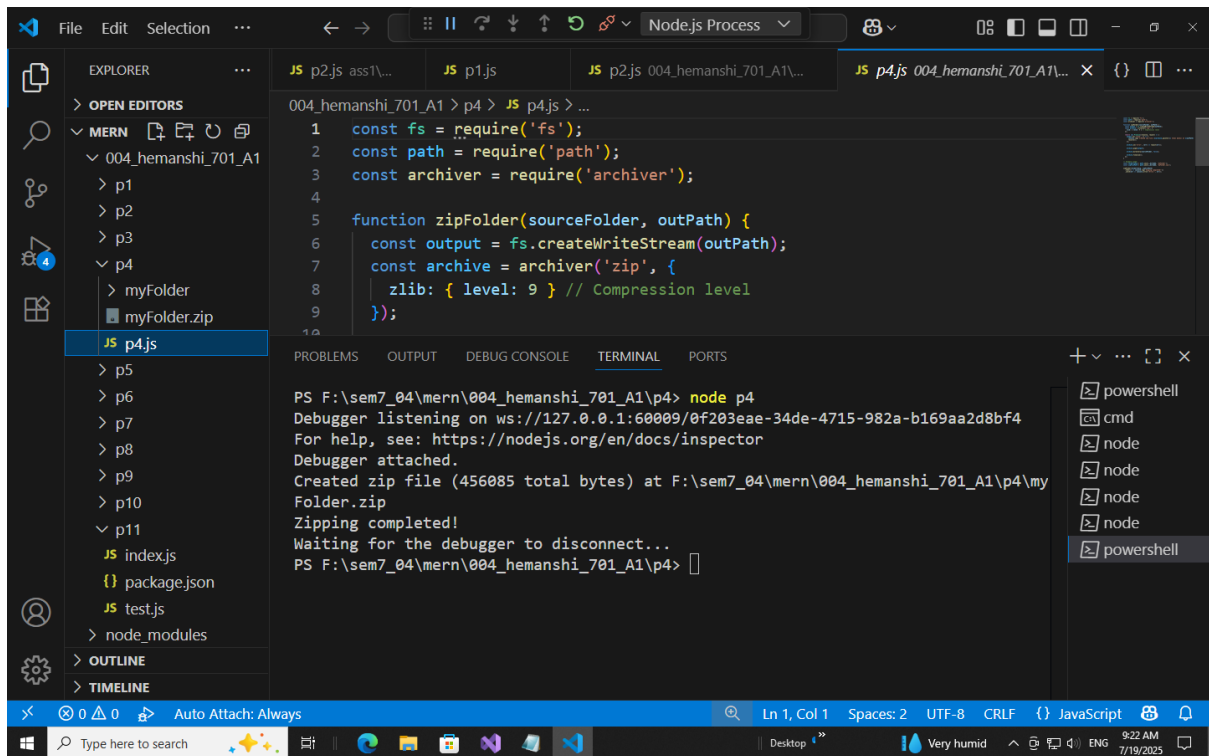 File Edit Selection ··· Node.js Process
EXPLORER ···
JS p2.js ass1\...
JS p1.js
JS p2.js 004_hemanshi_701_A1\...
JS p4.js 004_hemanshi_701_A1\...
{} ···
> OPEN EDITORS
MERN
004_hemanshi_701_A1
> p1
> p2
> p3
p4
> myFolder
myFolder.zip
JS p4.js
> p5
> p6
> p7
> p8
> p9
> p10
p11
JS index.js
{} package.json
JS test.js
> node_modules
> OUTLINE
> TIMELINE
4
004_hemanshi_701_A1 > p4 > JS p4.js > ...
1 const fs = require('fs');
2 const path = require('path');
3 const archiver = require('archiver');
4
5 function zipFolder(sourceFolder, outPath) {
6 const output = fs.createWriteStream(outPath);
7 const archive = archiver('zip', {
8 zlib: { level: 9 } // Compression level
9 });
10
PROBLEMS OUTPUT DEBUG CONSOLE TERMINAL PORTS
PS F:\sem7_04\mern\004_hemanshi_701_A1\p4> node p4
Debugger listening on ws://127.0.0.1:60009/0f203eae-34de-4715-982a-b169aa2d8bf4
For help, see: https://nodejs.org/en/docs/inspector
Debugger attached.
Created zip file (456085 total bytes) at F:\sem7_04\mern\004_hemanshi_701_A1\p4\my
Folder.zip
Zipping completed!
Waiting for the debugger to disconnect...
PS F:\sem7_04\mern\004_hemanshi_701_A1\p4>
powershell
cmd
node
node
node
node
powershell
0 0 Auto Attach: Always Ln 1, Col 1 Spaces: 2 UTF-8 CRLF {} JavaScript
Type here to search Desktop Very humid ENG 9:22 AM
7/19/2025